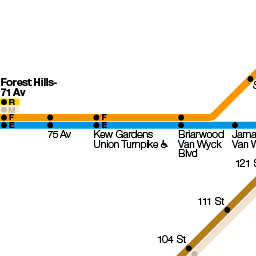 Forest Hills-
71 Av
R
M
F
F
E
E
75 Av
Kew Gardens
Union Turnpike
Briarwood
Van Wyck
Blvd
Jama
Van W
121 S
111 St
104 St